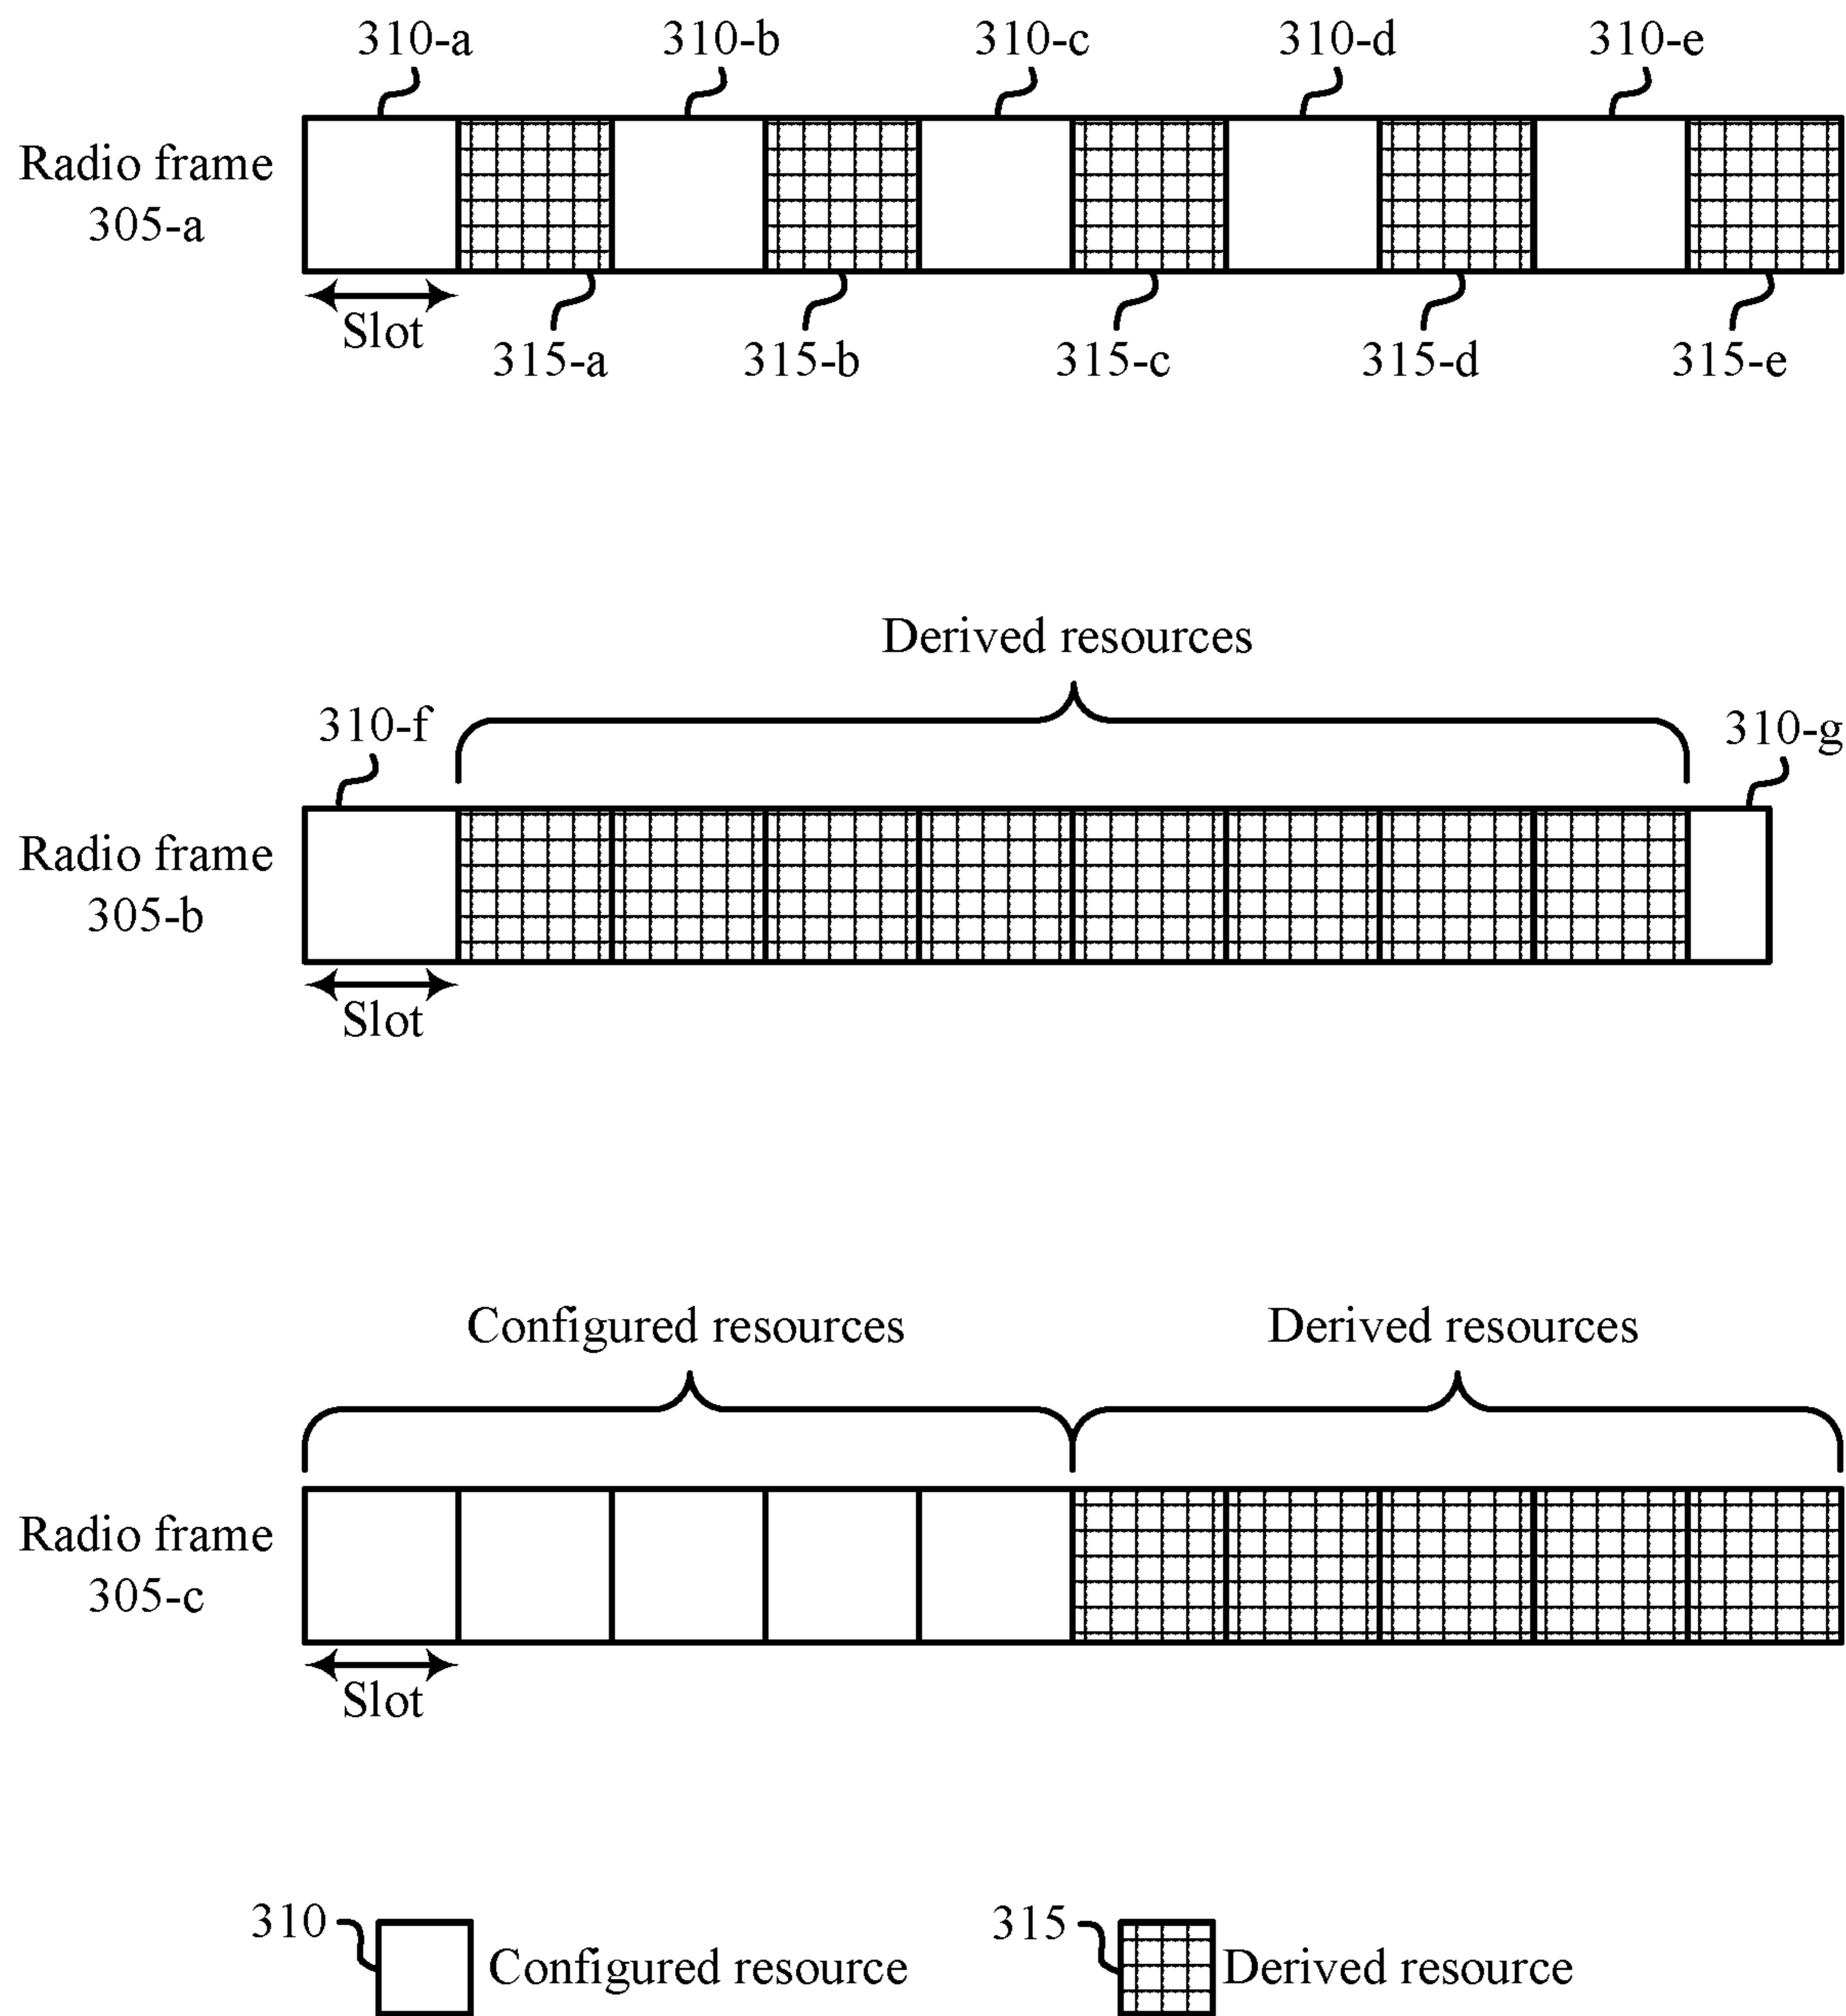 310-a
310-b
310-c
310-d
310-e
Radio frame
305-a
Slot
315-a
315-b
315-c
315-d
315-e
Derived resources
310-f
310-g
Radio frame
305-b
Slot
Configured resources
Derived resources
Radio frame
305-c
Slot
310
Configured resource
315
Derived resource